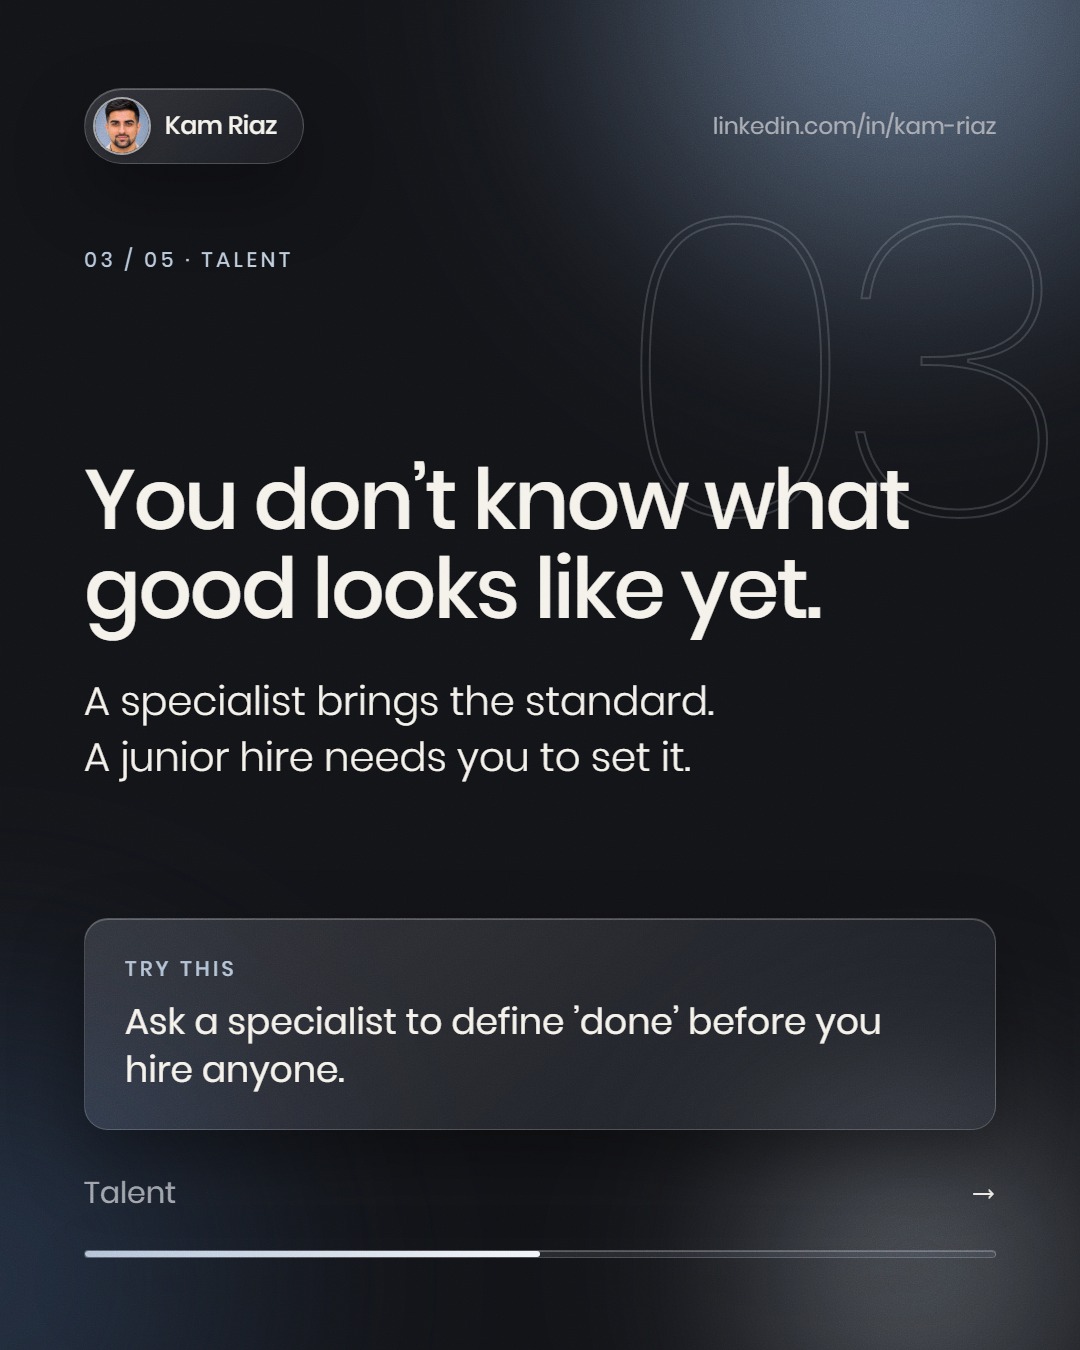 Kam Riaz
linkedin.com/in/kam-riaz
03 / 05 · TALENT
03
You don’t know what
good looks like yet.
A specialist brings the standard.
A junior hire needs you to set it.
TRY THIS
Ask a specialist to define ’done’ before you
hire anyone.
Talent
→